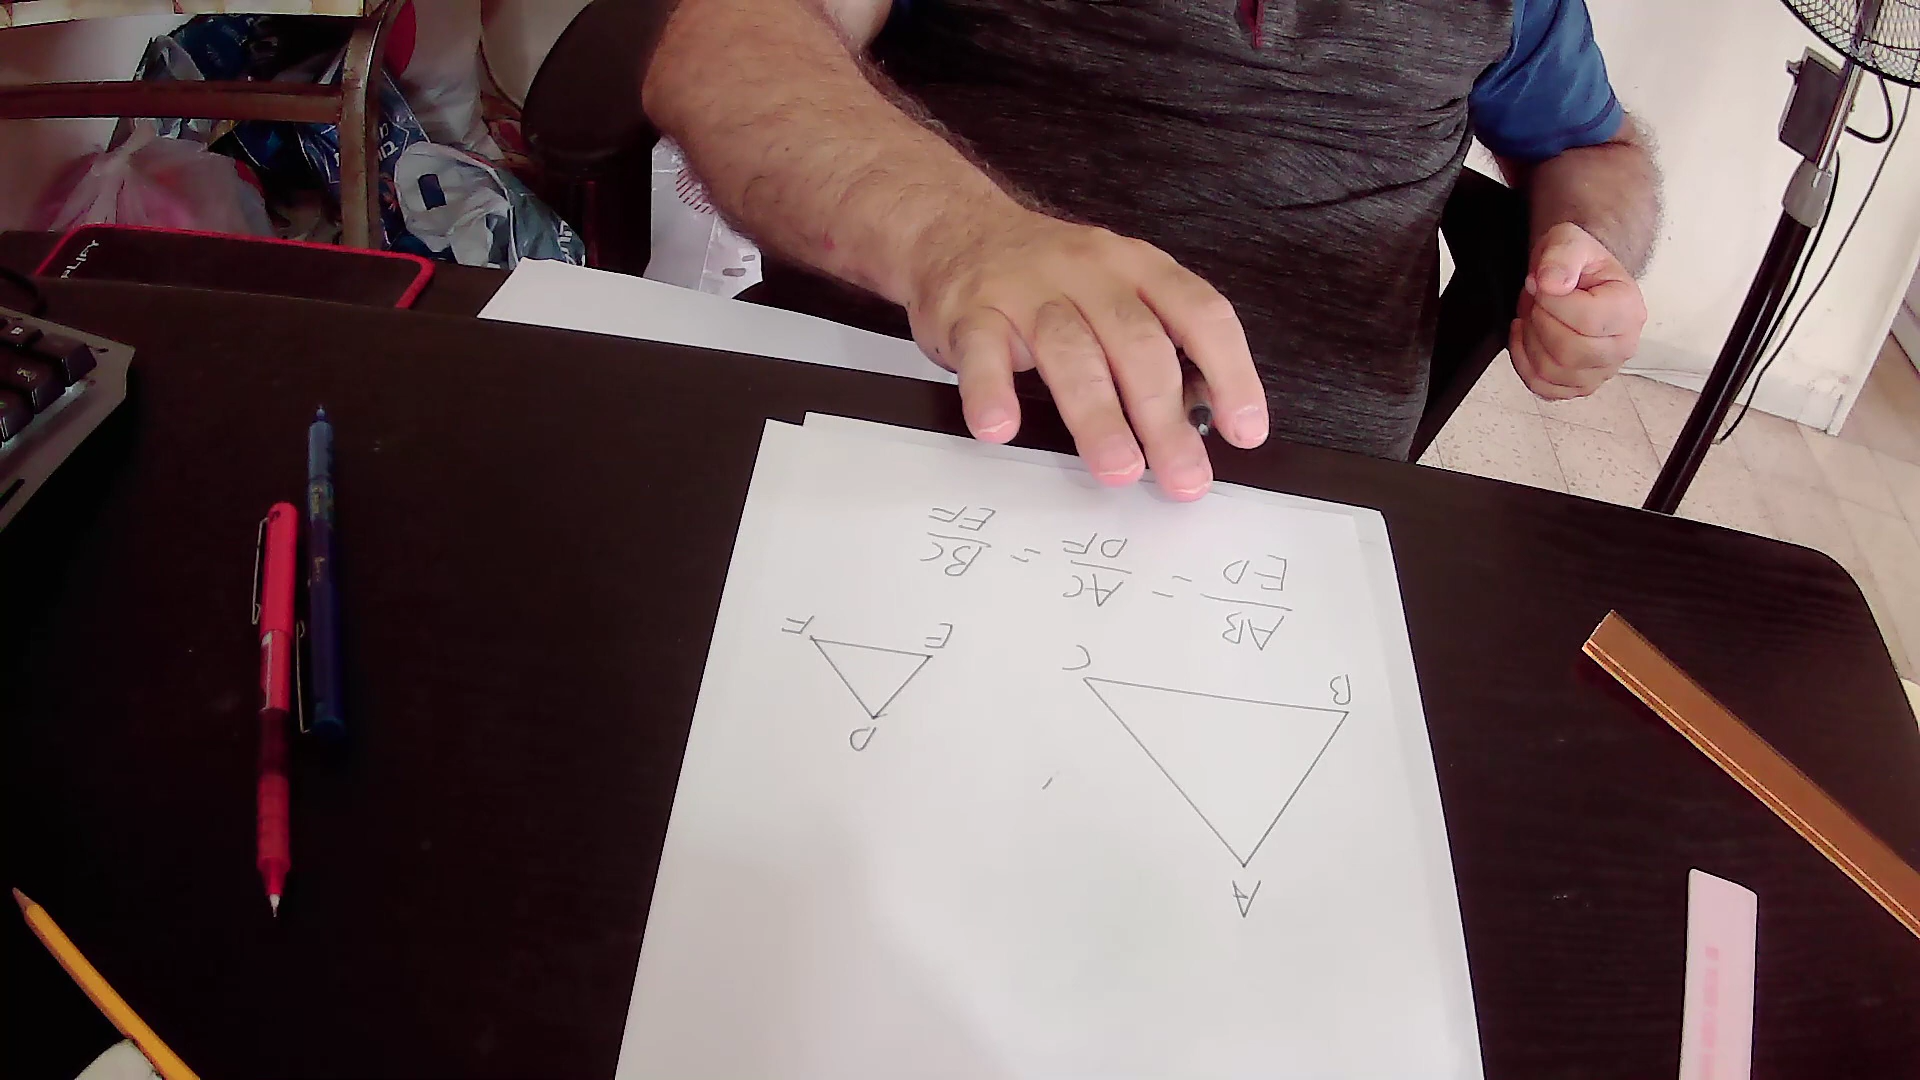 A
D
B
C
E
F
AB/ED = AC/DF = BC/EF